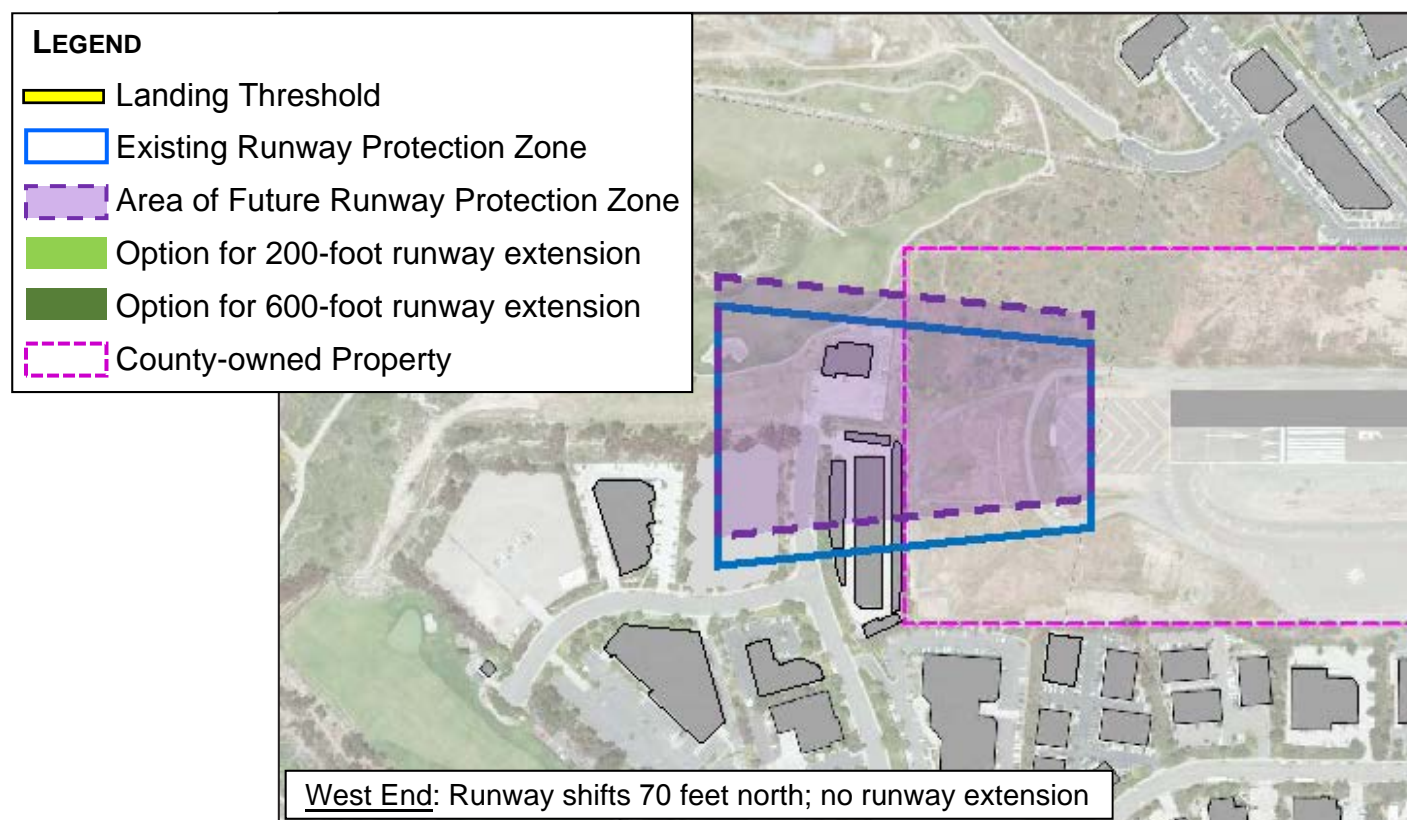 LEGEND
Landing Threshold
Existing Runway Protection Zone
Area of Future Runway Protection Zone
Option for 200-foot runway extension
Option for 600-foot runway extension
County-owned Property
West End: Runway shifts 70 feet north; no runway extension